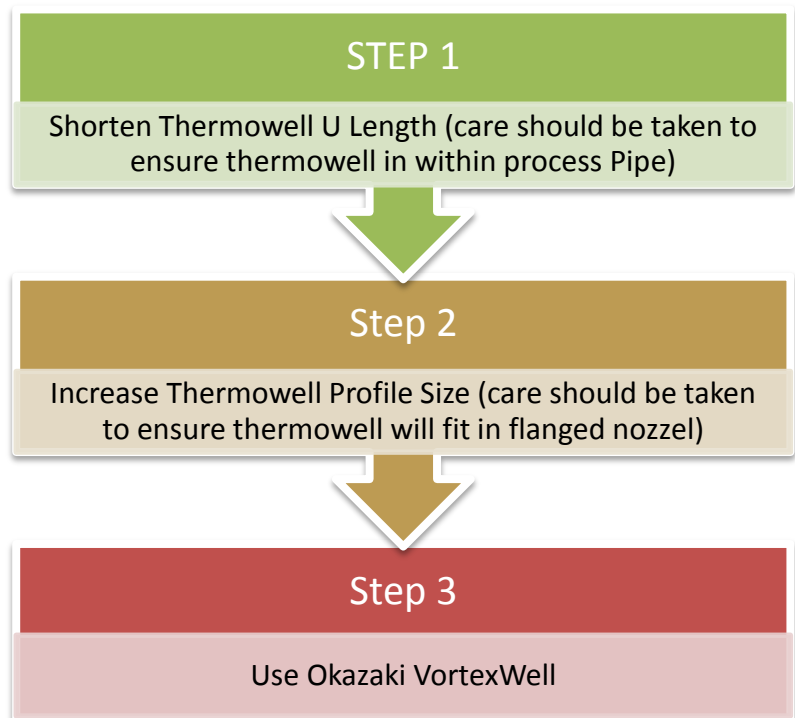 STEP 1
Shorten Thermowell U Length (care should be taken to
ensure thermowell in within process Pipe)
Step 2
Increase Thermowell Profile Size (care should be taken
to ensure thermowell will fit in flanged nozzel)
Step 3
Use Okazaki VortexWell